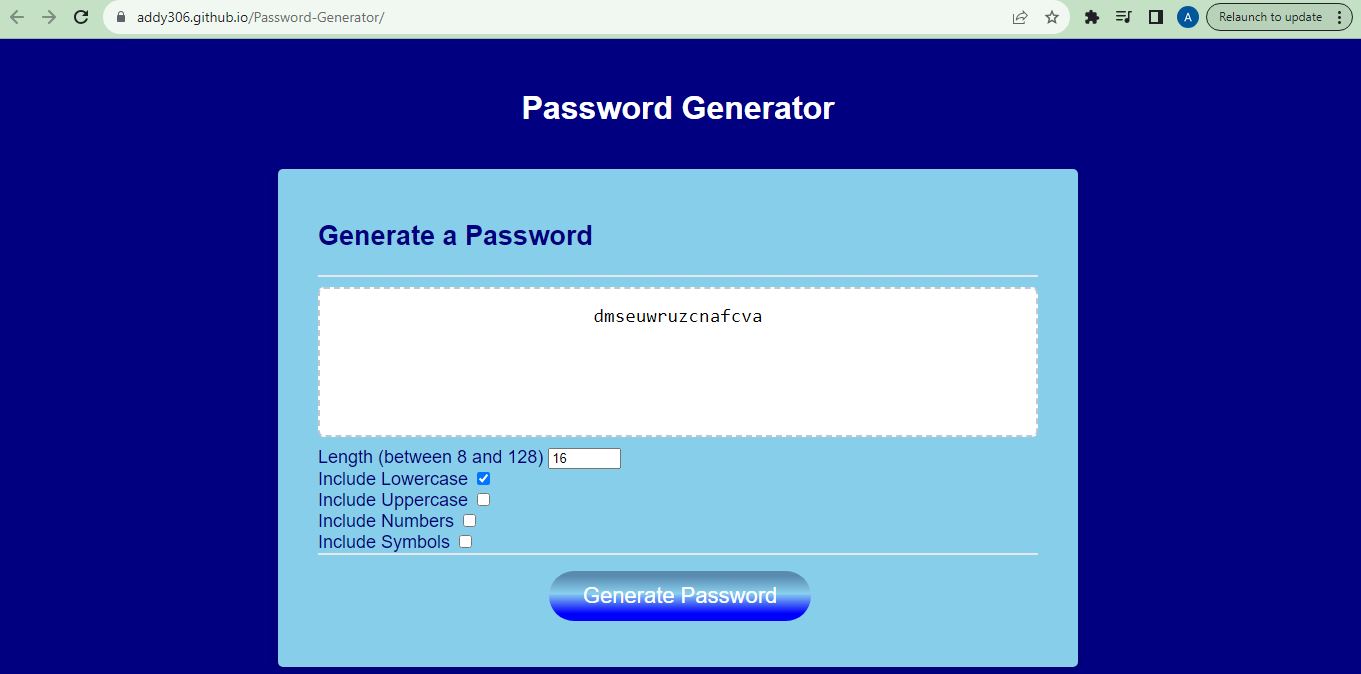 addy306.github.io/Password-Generator/
A
Relaunch to update
Password Generator
Generate a Password
dmseuwruzcnafcva
Length (between 8 and 128) 16
Include Lowercase
Include Uppercase
Include Numbers
Include Symbols
Generate Password